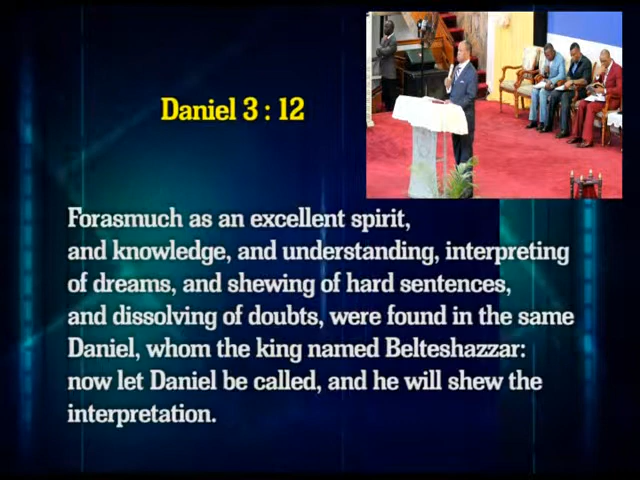 Daniel 3 : 12
Forasmuch as an excellent spirit,
and knowledge, and understanding, interpreting
of dreams, and shewing of hard sentences,
and dissolving of doubts, were found in the same
Daniel, whom the king named Belteshazzar:
now let Daniel be called, and he will shew the
interpretation.